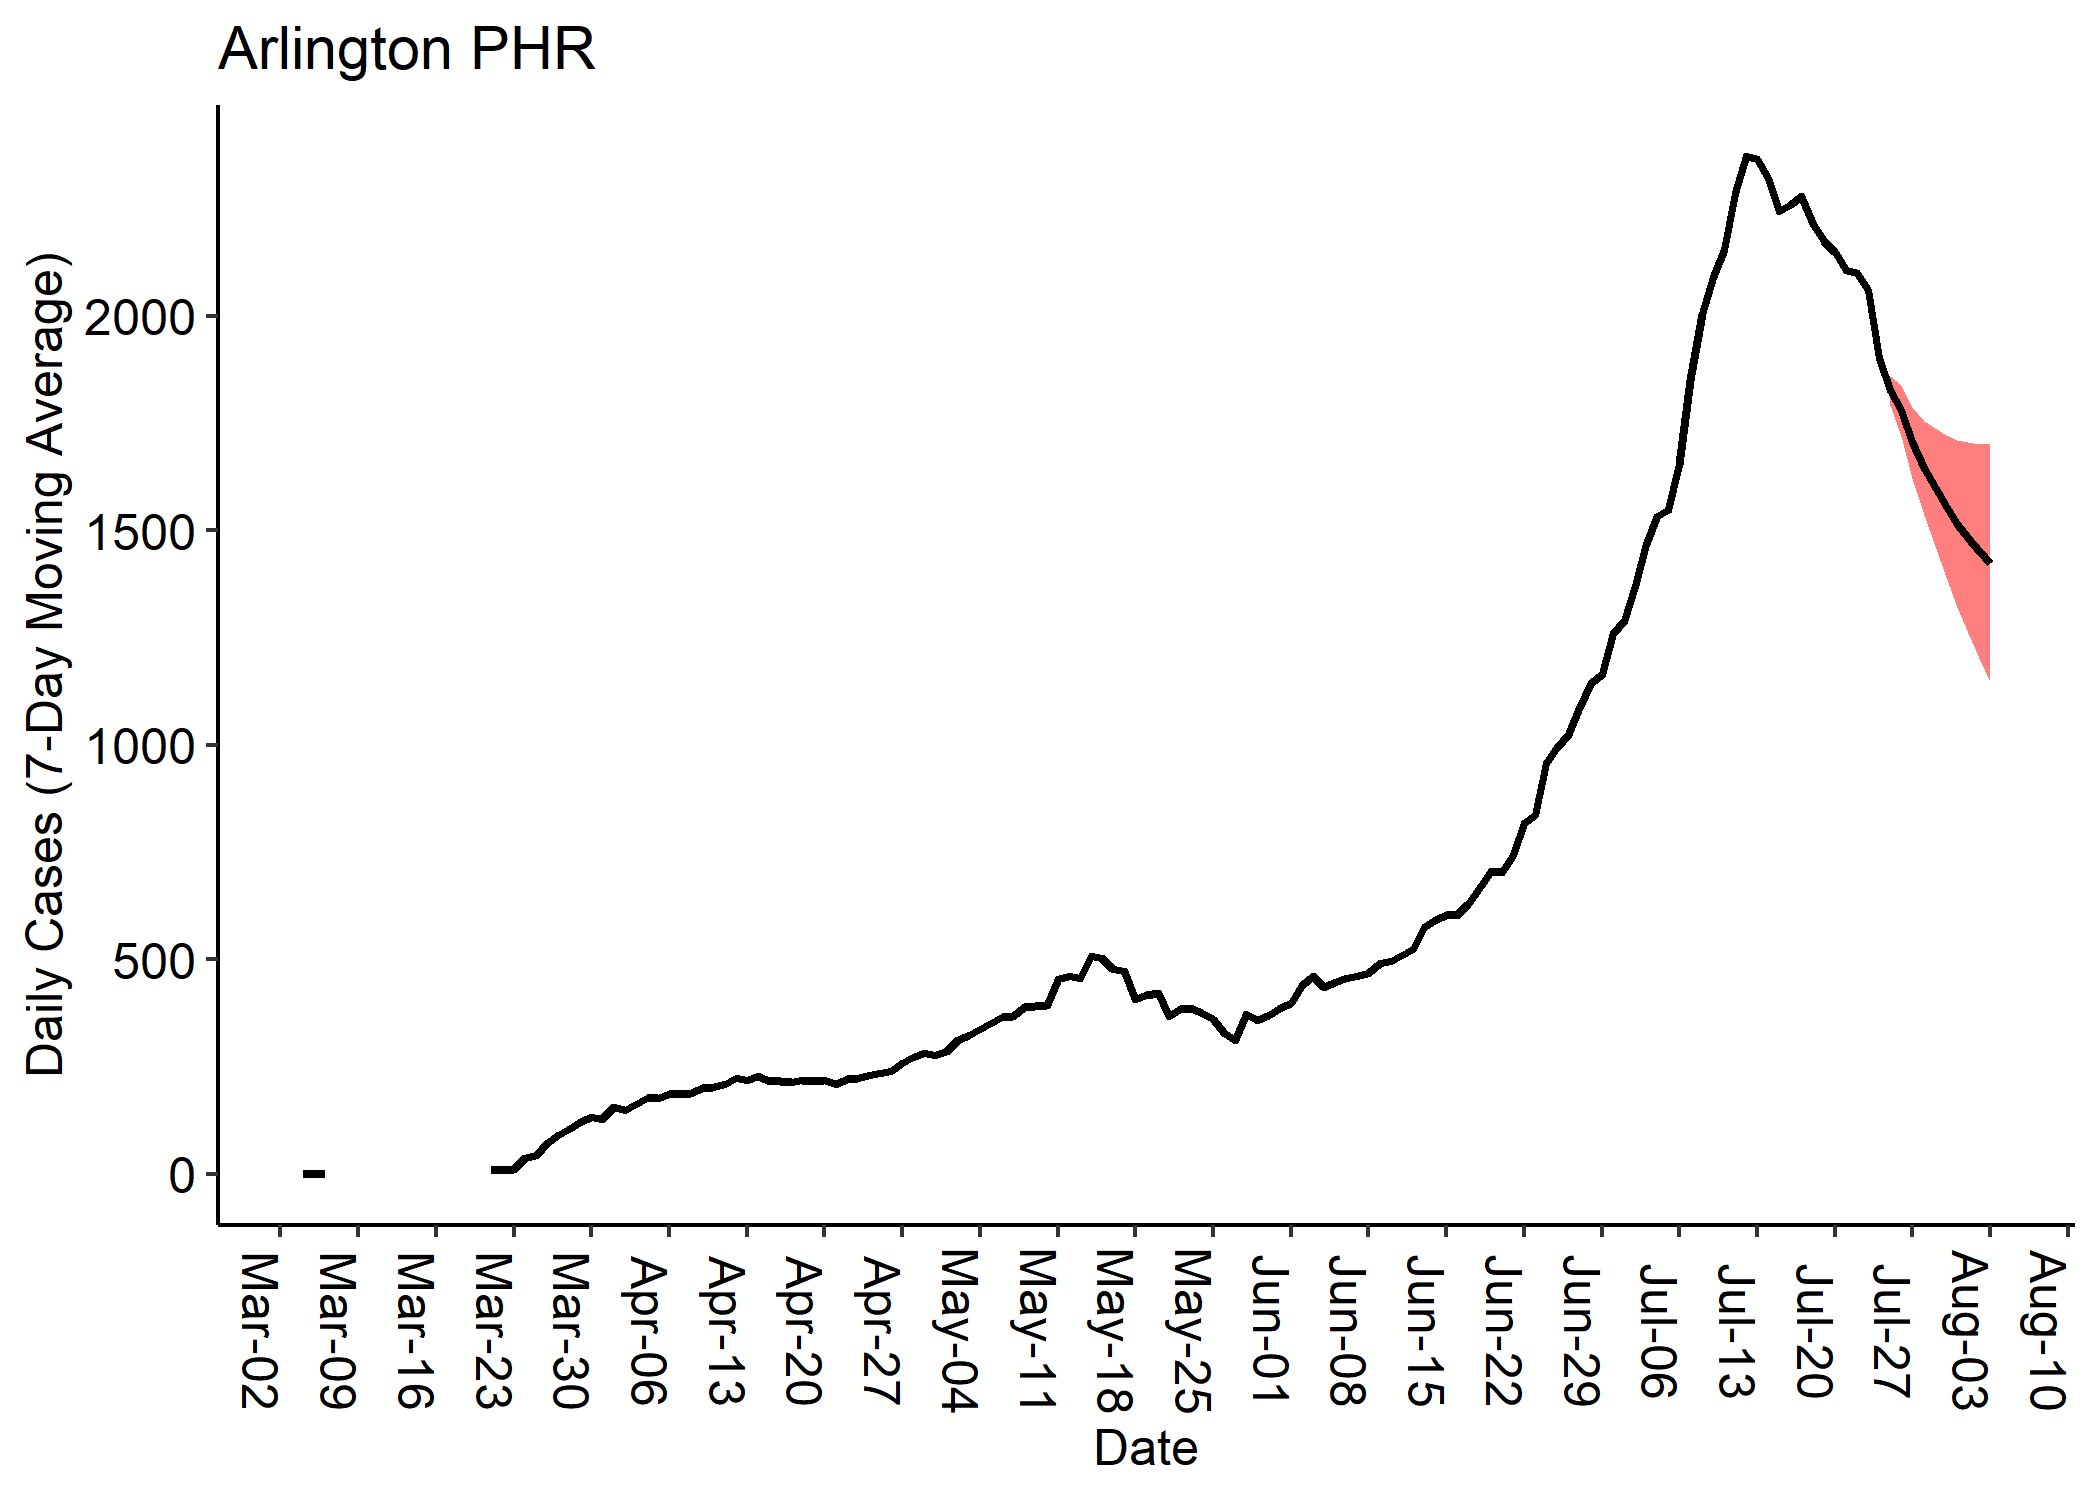 Arlington PHR
Daily Cases (7-Day Moving Average)
2000
1500
1000
500
0
Mar-02
Mar-09
Mar-16
Mar-23
Mar-30
Apr-06
Apr-13
Apr-20
Apr-27
May-04
May-11
May-18
May-25
Jun-01
Jun-08
Jun-15
Jun-22
Jun-29
Jul-06
Jul-13
Jul-20
Jul-27
Aug-03
Aug-10
Date